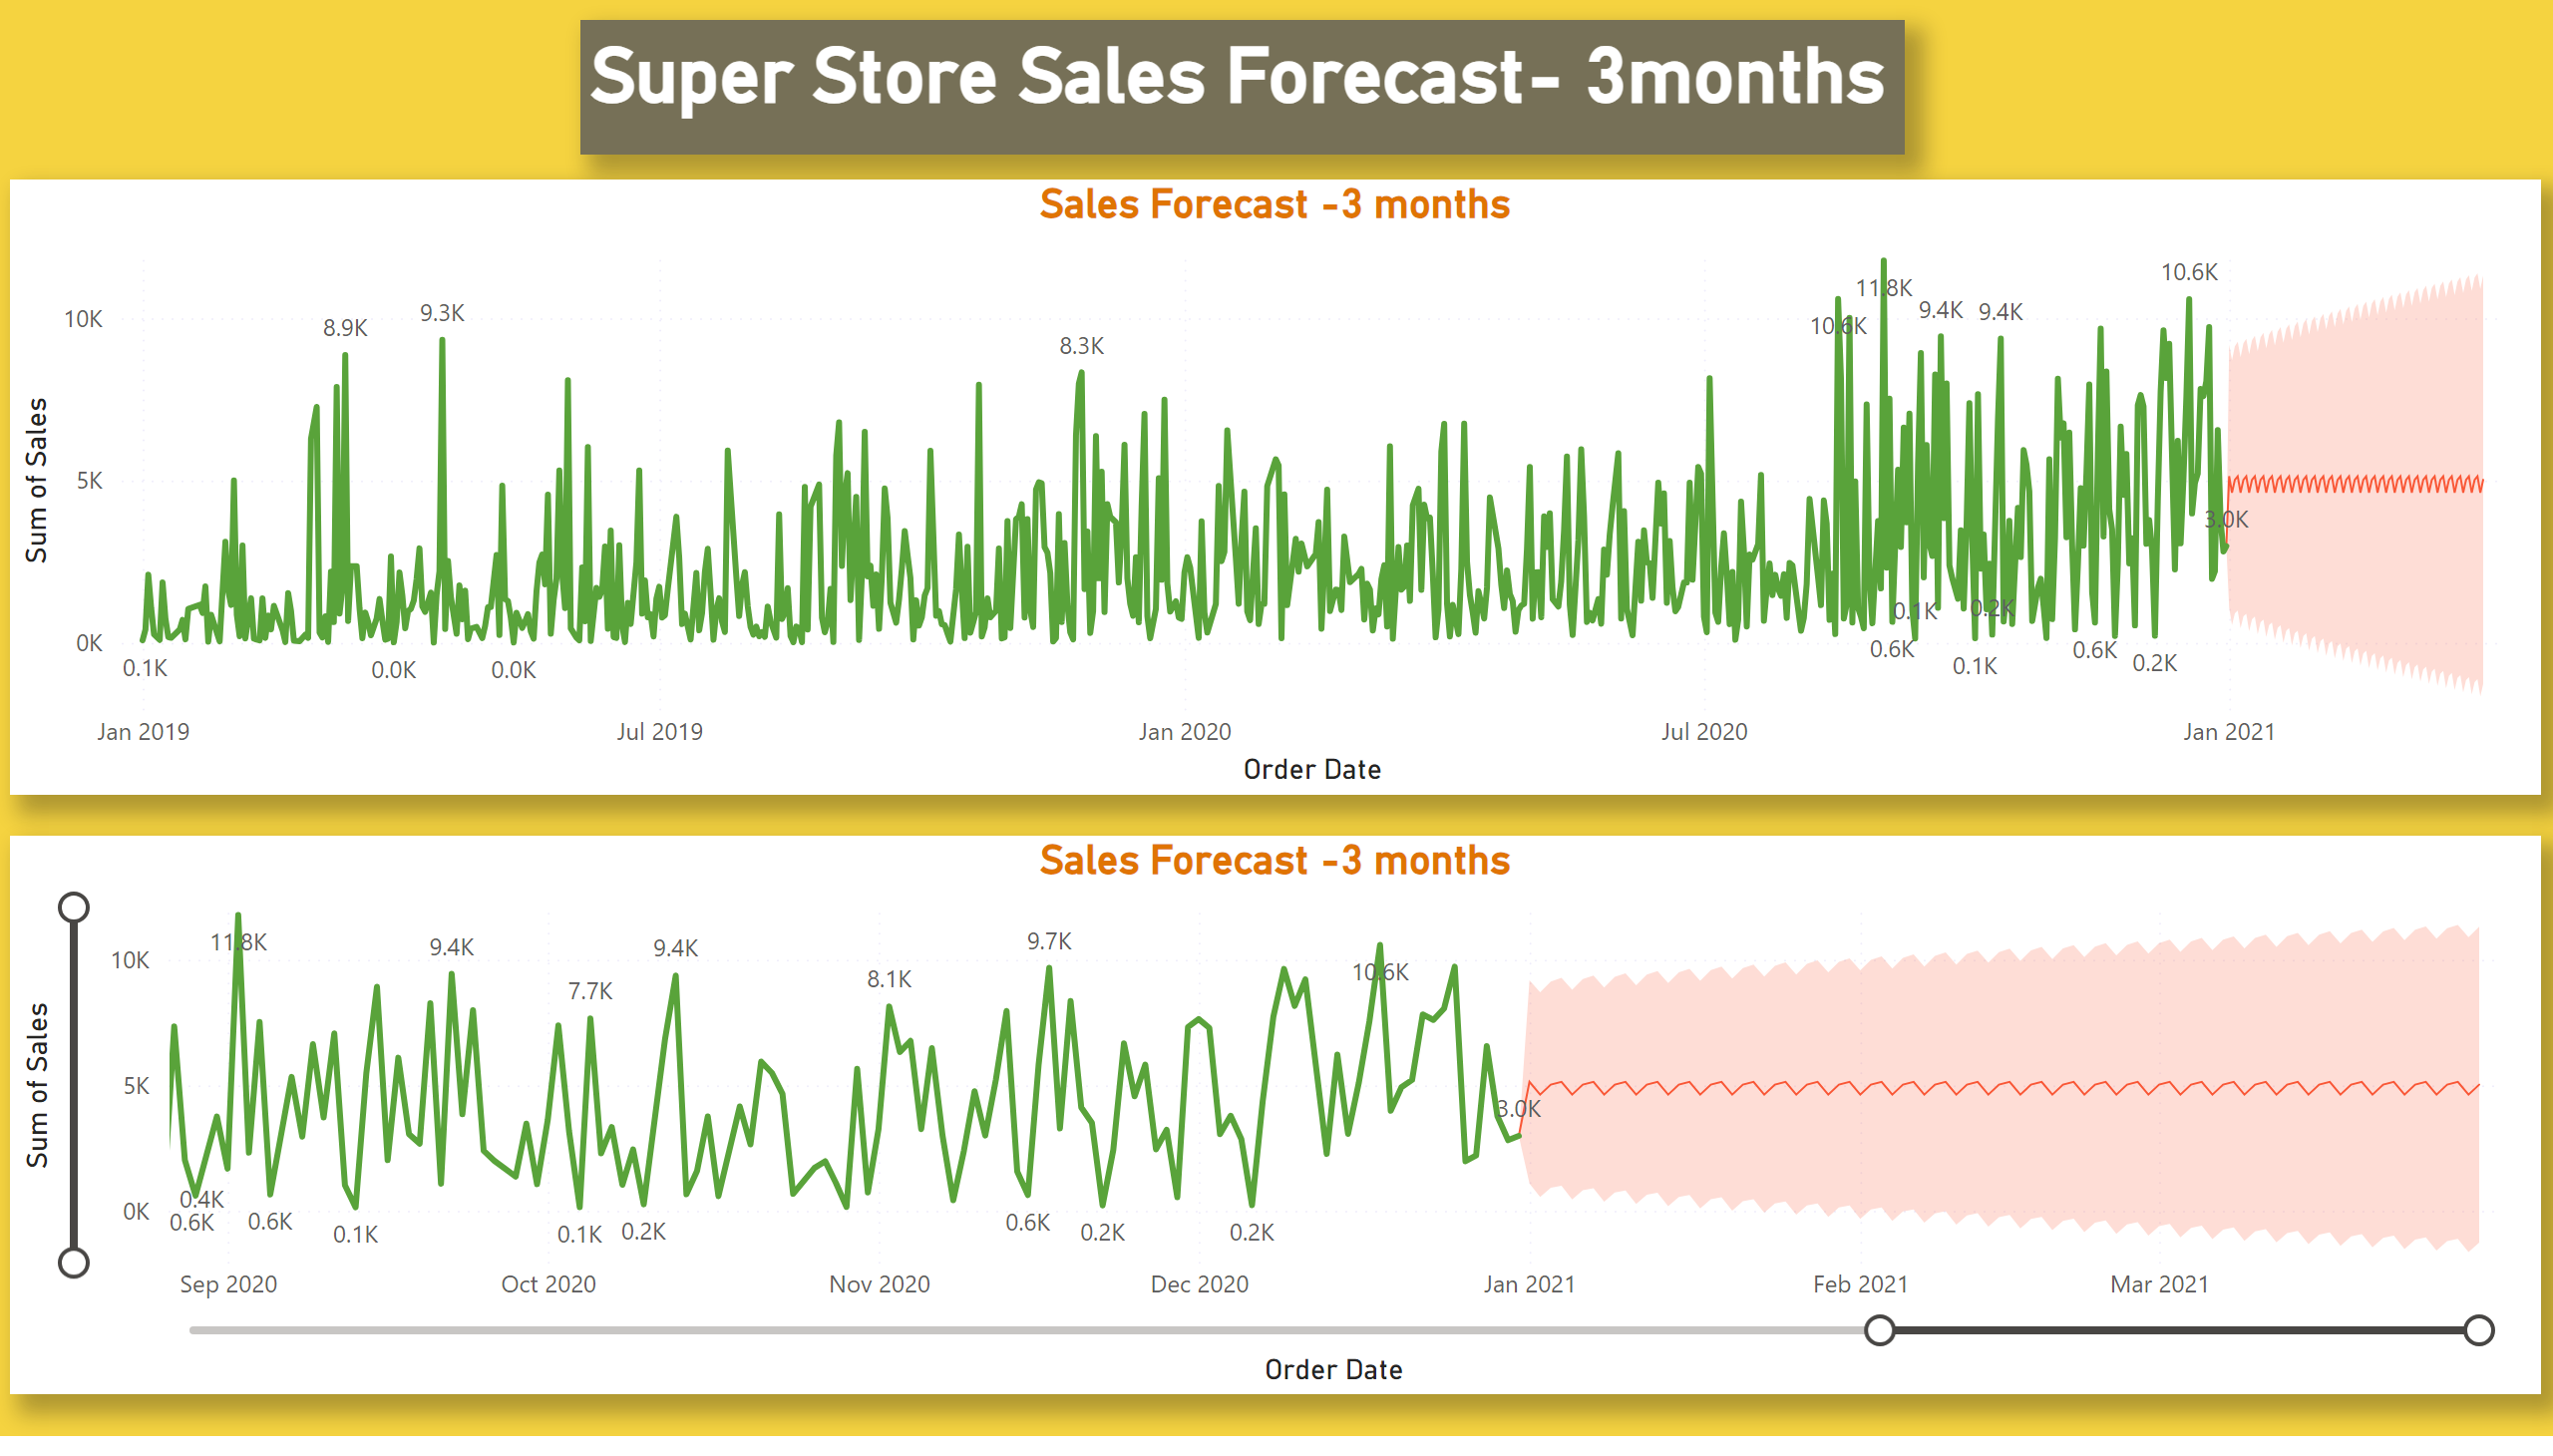 Super Store Sales Forecast- 3months
Sales Forecast -3 months
11.8K
10.6K
9.4K 9.4K
9.3K
8.9K
10.6K
8.3K
10K
5K
0K
3.0K
0.1K 0.2K
0.6K
0.6K
0.2K
0.1K
0.1K
0.0K
0.0K
Sum of Sales
Jan 2019
Jul 2019
Jan 2020
Jul 2020
Jan 2021
Order Date
Sales Forecast -3 months
11.8K
9.4K
9.4K
9.7K
10.6K
8.1K
7.7K
10K
5K
0K
3.0K
0.4K
0.6K
0.6K
0.1K
0.1K
0.2K
0.6K
0.2K
0.2K
Sum of Sales
Sep 2020
Oct 2020
Nov 2020
Dec 2020
Jan 2021
Feb 2021
Mar 2021
Order Date